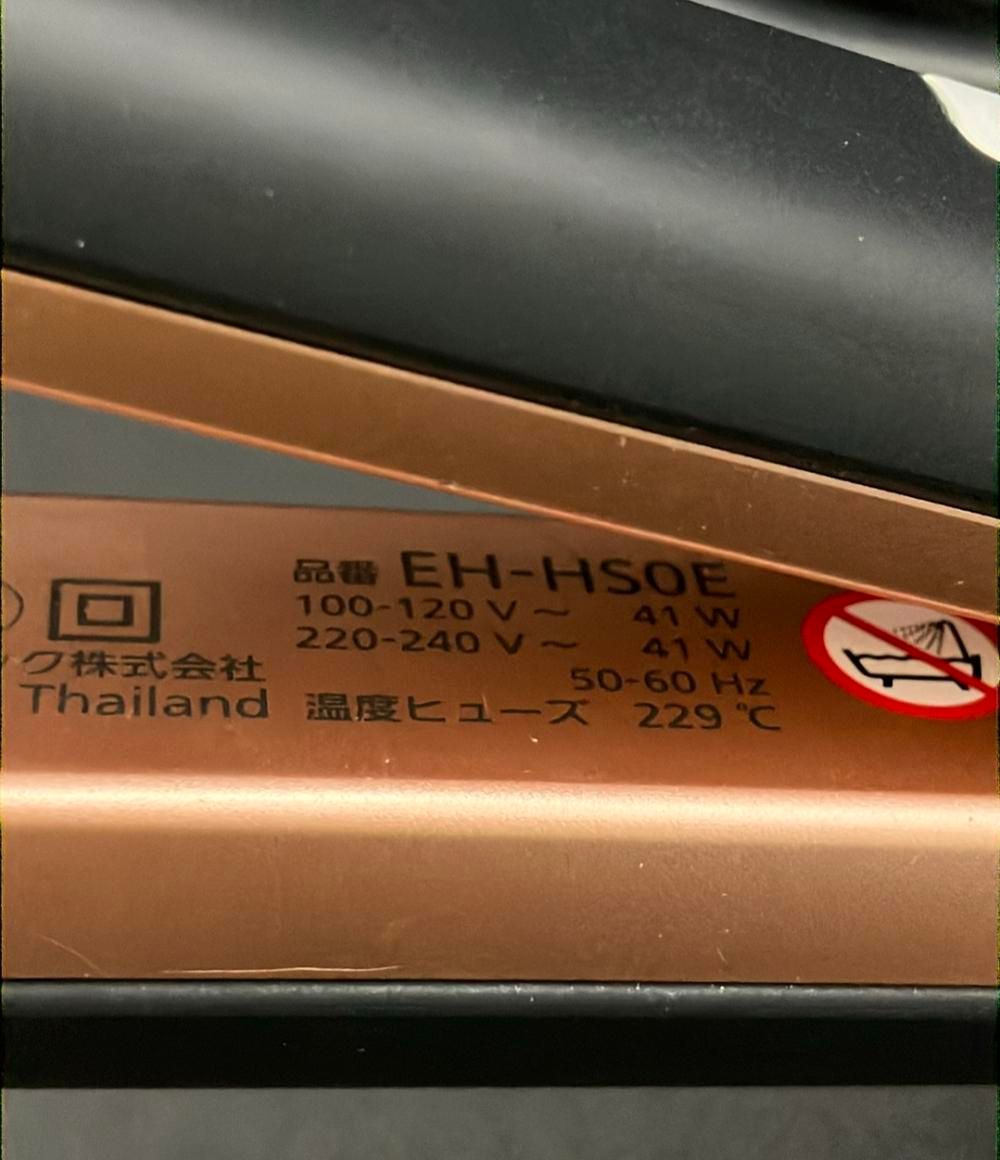 ック株式会社
Thailand
品番 EH-HS0E
100-120 V ~ 41 W
220-240 V ~ 41 W
50-60 Hz
温度ヒューズ 229 ℃